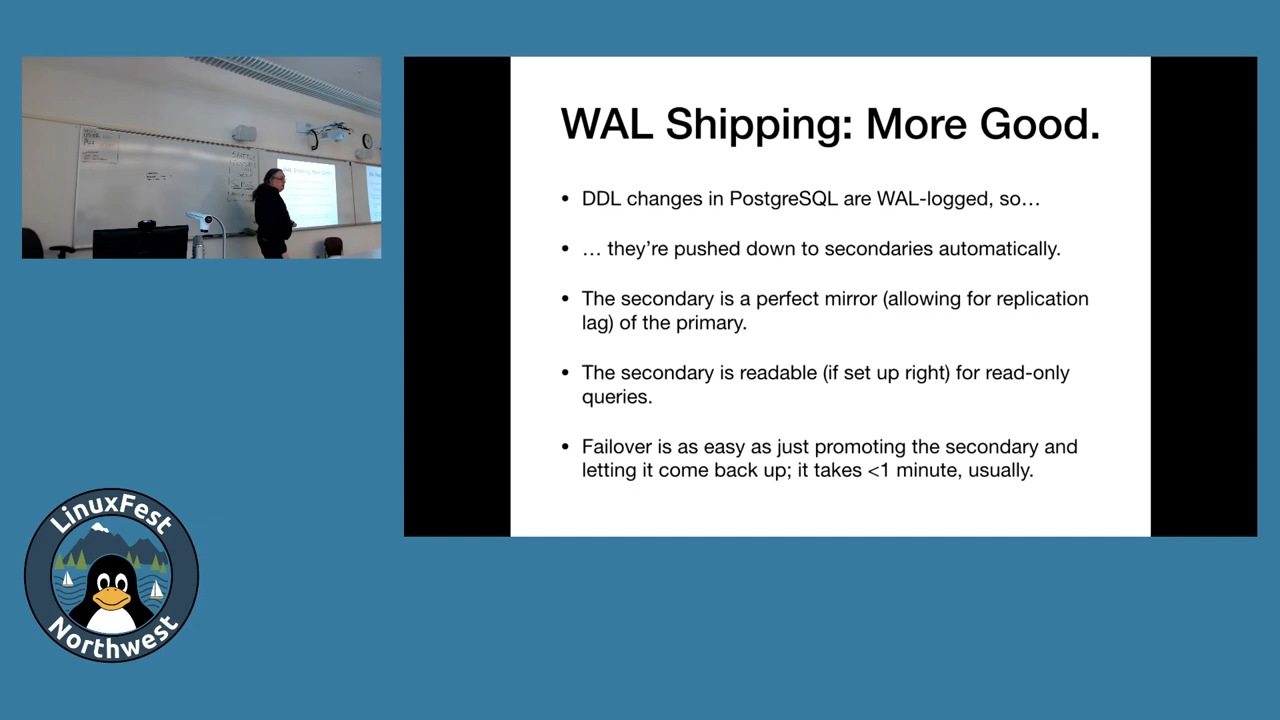 WAL Shipping: More Good.
• DDL changes in PostgreSQL are WAL-logged, so…
• … they’re pushed down to secondaries automatically.
• The secondary is a perfect mirror (allowing for replication
lag) of the primary.
• The secondary is readable (if set up right) for read-only
queries.
• Failover is as easy as just promoting the secondary and
letting it come back up; it takes <1 minute, usually.
LinuxFest
Northwest